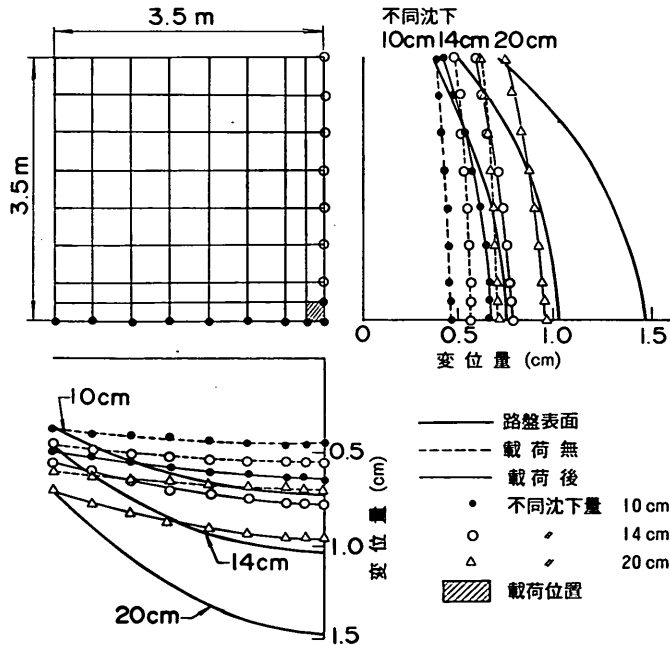 3.5 m
3.5 m
不同沈下
10cm 14cm 20cm
0 0.5 1.0 1.5
変位量 (cm)
10cm
14cm
20cm
0.5
1.0
1.5
変位量 (cm)
路盤表面
載荷無
載荷後
不同沈下量 10 cm
〃 14 cm
〃 20 cm
載荷位置